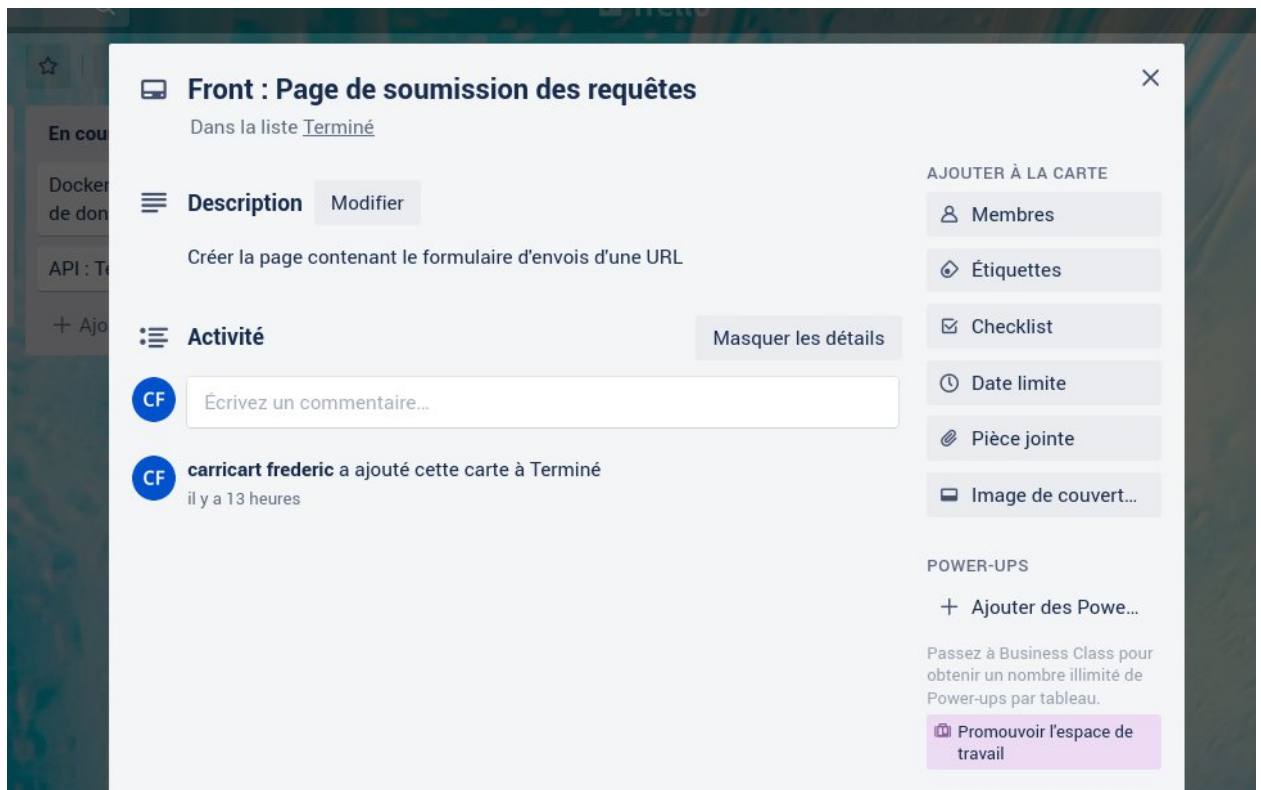 Trello
Front : Page de soumission des requêtes
Dans la liste Terminé
En cou
Docker
de don
API : Te
Ajo
Description
Modifier
Créer la page contenant le formulaire d'envois d'une URL
Activité
Masquer les détails
CF
Écrivez un commentaire...
CF
carricart frederic a ajouté cette carte à Terminé
il y a 13 heures
AJOUTER À LA CARTE
Membres
Étiquettes
Checklist
Date limite
Pièce jointe
Image de couvert...
POWER-UPS
+ Ajouter des Powe...
Passez à Business Class pour
obtenir un nombre illimité de
Power-ups par tableau.
Promouvoir l'espace de
travail